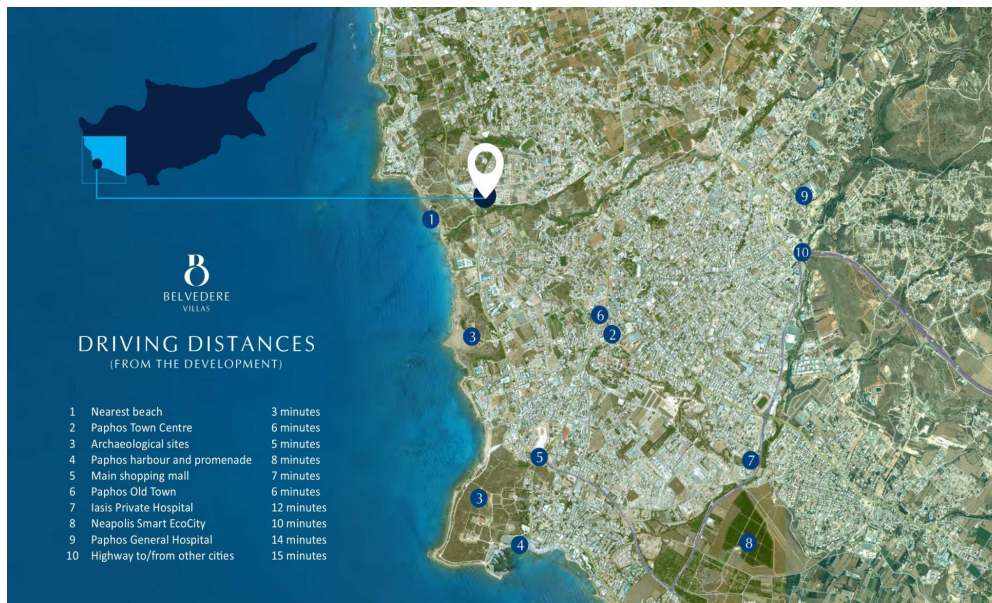 BELVEDERE
VILLAS
DRIVING DISTANCES
(FROM THE DEVELOPMENT)
1 Nearest beach 3 minutes
2 Paphos Town Centre 6 minutes
3 Archaeological sites 5 minutes
4 Paphos harbour and promenade 8 minutes
5 Main shopping mall 7 minutes
6 Paphos Old Town 6 minutes
7 Iasis Private Hospital 12 minutes
8 Neapolis Smart EcoCity 10 minutes
9 Paphos General Hospital 14 minutes
10 Highway to/from other cities 15 minutes
9
1
10
6
2
3
5
7
3
8
4